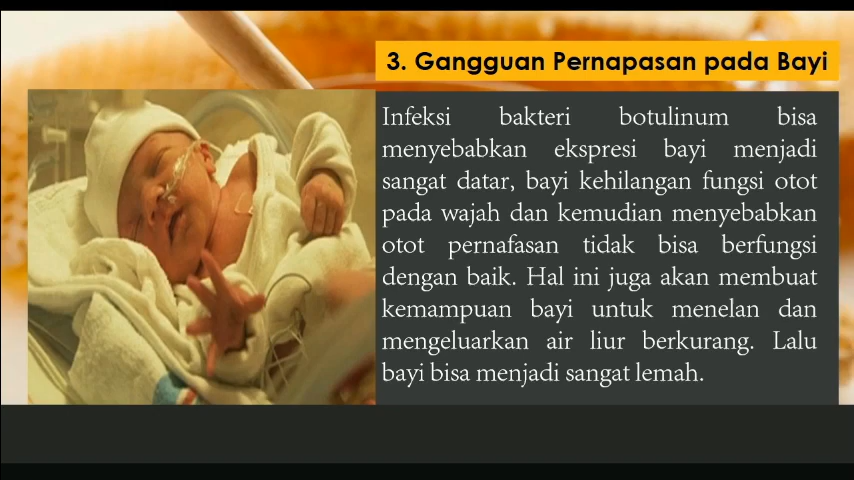 3. Gangguan Pernapasan pada Bayi
Infeksi bakteri botulinum bisa
menyebabkan ekspresi bayi menjadi
sangat datar, bayi kehilangan fungsi otot
pada wajah dan kemudian menyebabkan
otot pernafasan tidak bisa berfungsi
dengan baik. Hal ini juga akan membuat
kemampuan bayi untuk menelan dan
mengeluarkan air liur berkurang. Lalu
bayi bisa menjadi sangat lemah.